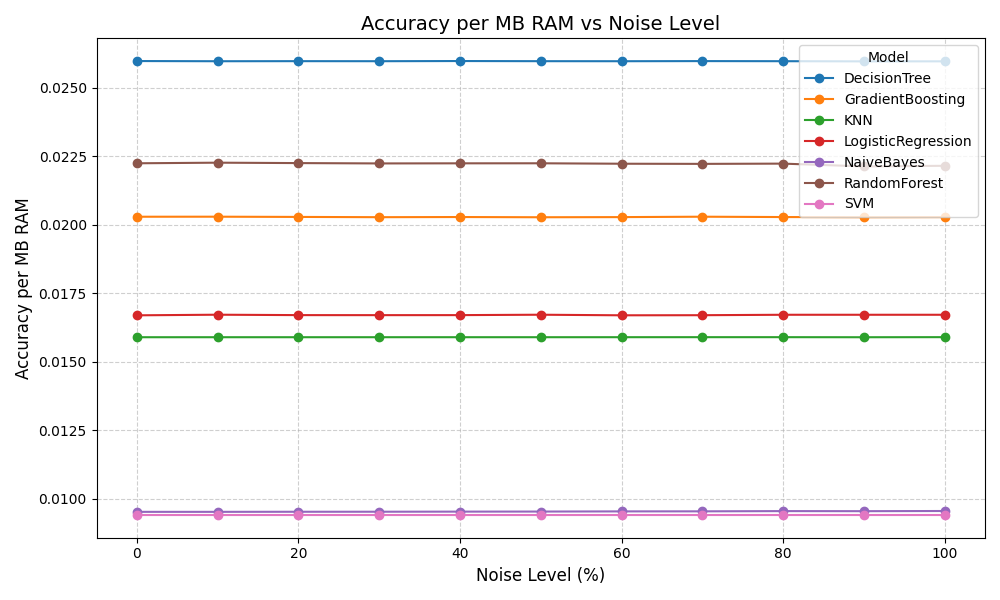 Accuracy per MB RAM vs Noise Level
Accuracy per MB RAM
0.0250
0.0225
0.0200
0.0175
0.0150
0.0125
0.0100
Model
DecisionTree
GradientBoosting
KNN
LogisticRegression
NaiveBayes
RandomForest
SVM
0 20 40 60 80 100
Noise Level (%)